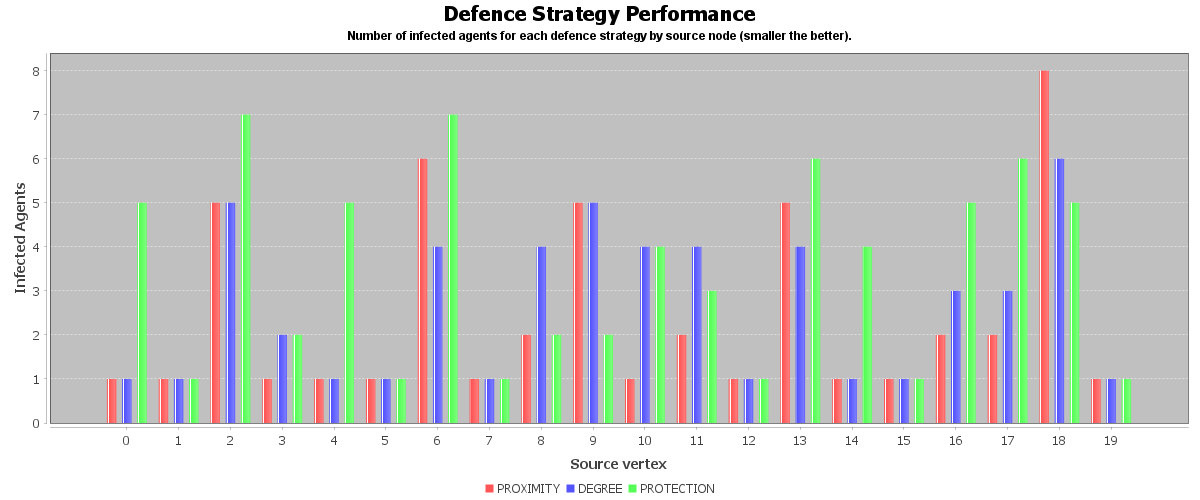 Defence Strategy Performance
Number of infected agents for each defence strategy by source node (smaller the better).
Infected Agents
8
7
6
5
4
3
2
1
0
0 1 2 3 4 5 6 7 8 9 10 11 12 13 14 15 16 17 18 19
Source vertex
PROXIMITY DEGREE PROTECTION